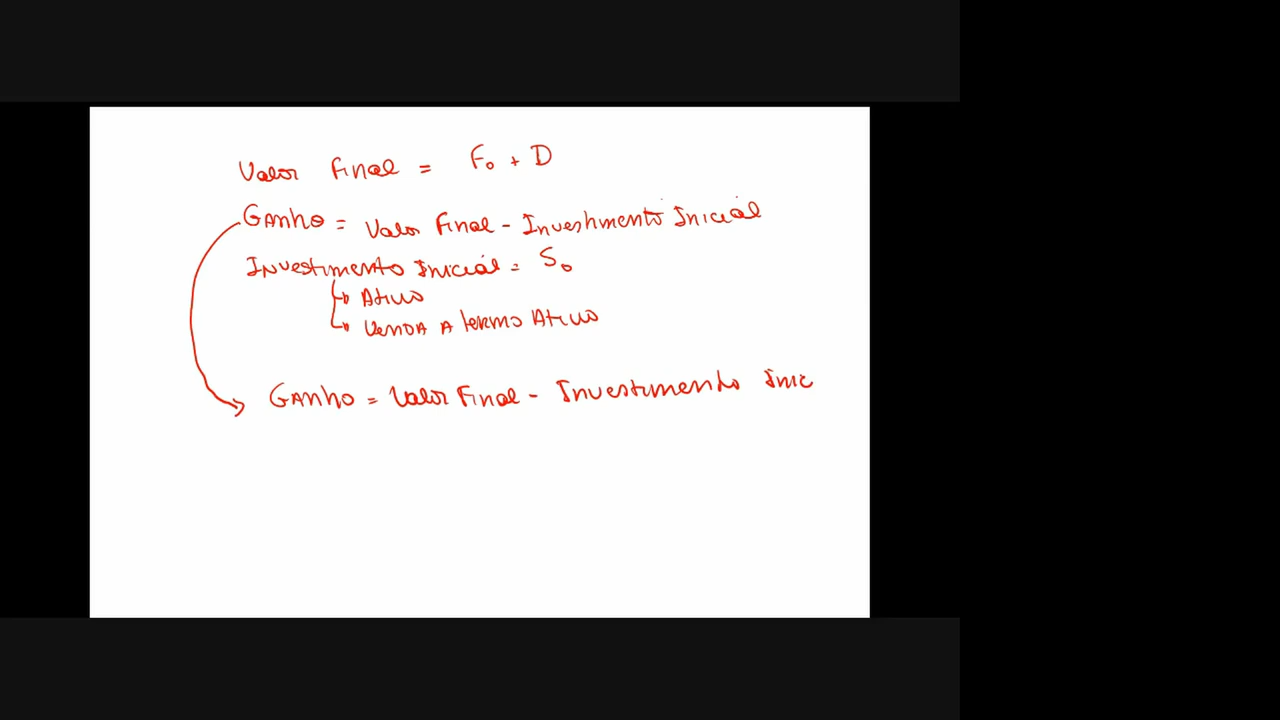 Valor Final = F₀ + D
GANHO = Valor Final - Investimento Inicial
Investimento Inicial = S₀
Ativo
VENDA A termo Ativo
GANHO = Valor Final - Investimento Inic